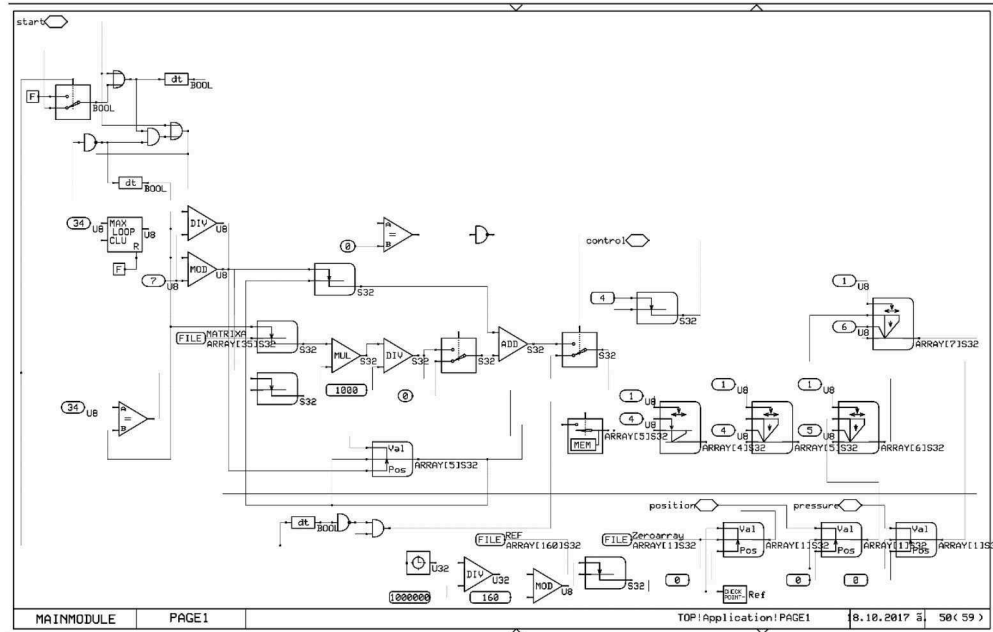 start
F
BOOL
dt
BOOL
dt
BOOL
34
U8
MAX
LOOP
CLU
R
U8
F
DIV
U8
7
U8
MOD
U8
0
A
=
B
S32
control
4
S32
1
U8
6
U8
ARRAY[7]S32
FILE
MATRIXA
ARRAY[35]S32
S32
MUL
S32
1000
DIV
S32
0
S32
ADD
S32
S32
S32
34
U8
A
=
B
Val
Pos
ARRAY[5]S32
MEM
ARRAY[5]S32
1
U8
4
U8
ARRAY[4]S32
1
U8
4
U8
ARRAY[5]S32
1
U8
5
U8
ARRAY[6]S32
position
pressure
dt
BOOL
FILE
REF
ARRAY[160]S32
FILE
Zeroarray
ARRAY[1]S32
Val
Pos
ARRAY[1]S32
Val
Pos
ARRAY[1]S32
Val
Pos
ARRAY[1]S
U32
1000000
DIV
U32
160
MOD
U8
S32
0
0
0
CHECK
POINT
Ref
MAINMODULE PAGE1 TOP!Application!PAGE1 18.10.2017 a. 50(59)